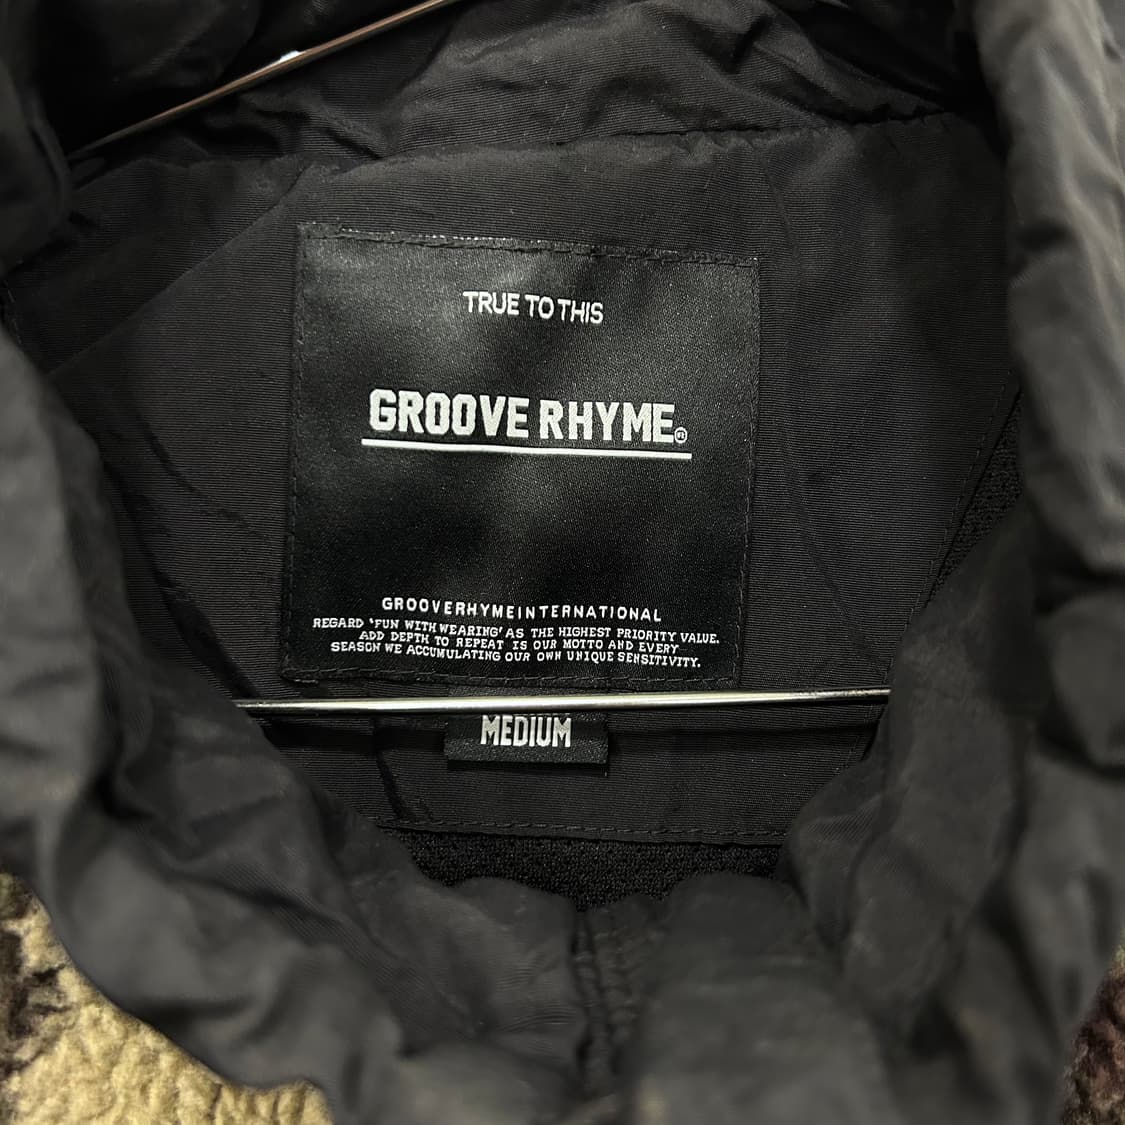 TRUE TO THIS
GROOVE RHYME®
GROOVERHYMEINTERNATIONAL
REGARD 'FUN WITH WEARING' AS THE HIGHEST PRIORITY VALUE.
ADD DEPTH TO REPEAT IS OUR MOTTO AND EVERY
SEASON WE ACCUMULATING OUR OWN UNIQUE SENSITIVITY.
MEDIUM